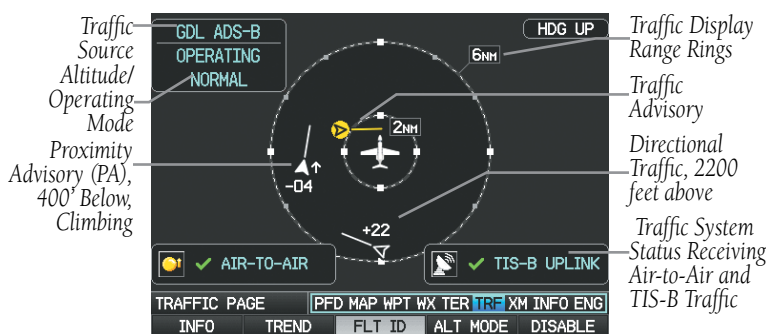 Traffic
Source
Altitude/
Operating
Mode
Proximity
Advisory (PA),
400' Below,
Climbing
GDL ADS-B
OPERATING
NORMAL
HDG UP
6NM
2NM
-04
+22
AIR-TO-AIR
TIS-B UPLINK
TRAFFIC PAGE
PFD MAP WPT WX TER TRF XM INFO ENG
INFO TREND FLT ID ALT MODE DISABLE
Traffic Display
Range Rings
Traffic
Advisory
Directional
Traffic, 2200
feet above
Traffic System
Status Receiving
Air-to-Air and
TIS-B Traffic